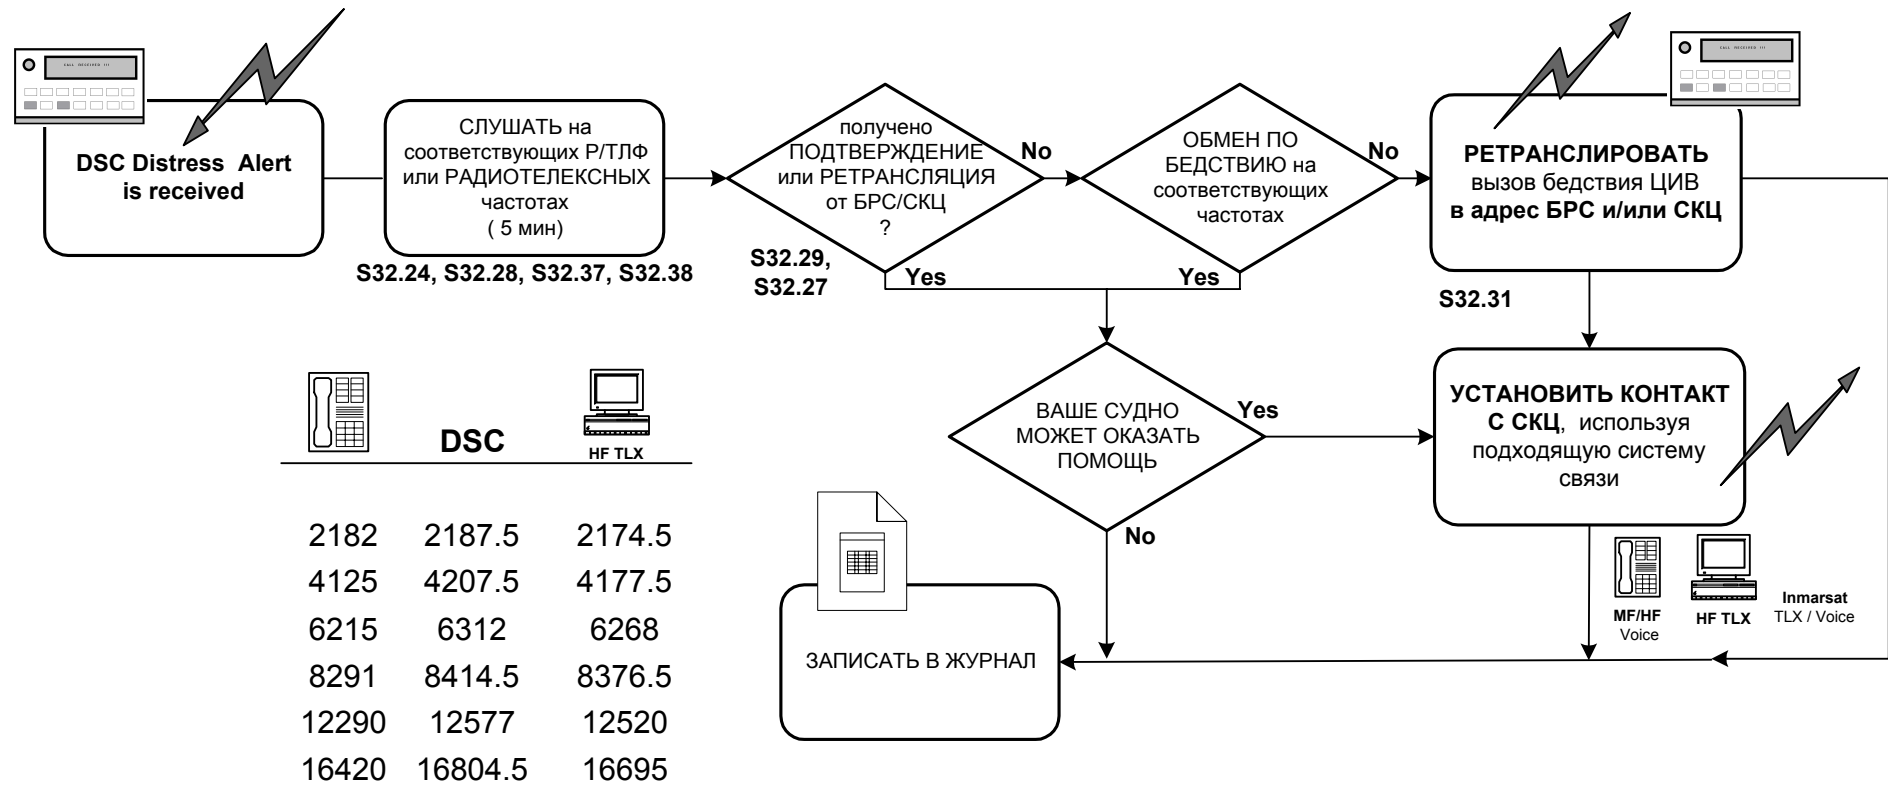 CALL RECEIVED !!!
DSC Distress Alert
is received
СЛУШАТЬ на
соответствующих Р/ТЛФ
или РАДИОТЕЛЕКСНЫХ
частотах
( 5 мин)
S32.24, S32.28, S32.37, S32.38
получено
ПОДТВЕРЖДЕНИЕ
или РЕТРАНСЛЯЦИЯ
от БРС/СКЦ
?
No
Yes
S32.29,
S32.27
ОБМЕН ПО
БЕДСТВИЮ на
соответствующих
частотах
No
Yes
CALL RECEIVED !!!
РЕТРАНСЛИРОВАТЬ
вызов бедствия ЦИВ
в адрес БРС и/или СКЦ
S32.31
ВАШЕ СУДНО
МОЖЕТ ОКАЗАТЬ
ПОМОЩЬ
Yes
No
УСТАНОВИТЬ КОНТАКТ
С СКЦ, используя
подходящую систему
связи
MF/HF
Voice
HF TLX
Inmarsat
TLX / Voice
ЗАПИСАТЬ В ЖУРНАЛ
DSC
HF TLX
2182 2187.5 2174.5
4125 4207.5 4177.5
6215 6312 6268
8291 8414.5 8376.5
12290 12577 12520
16420 16804.5 16695